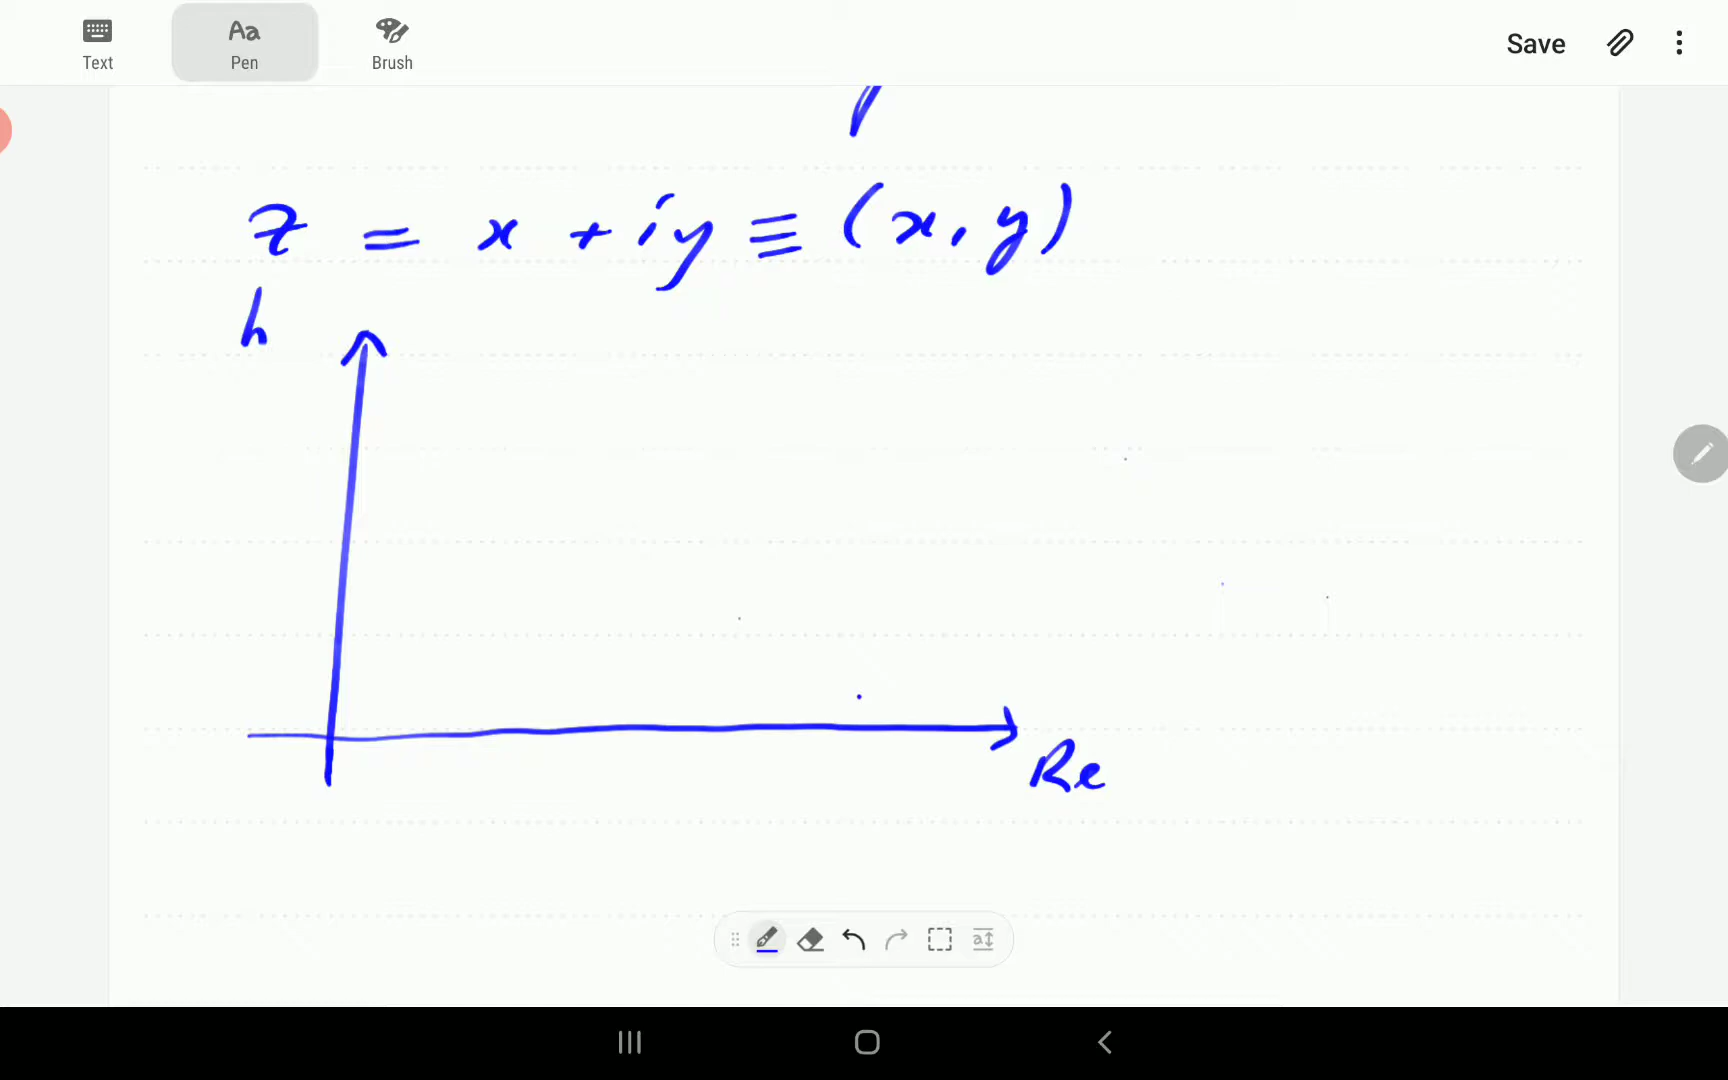 Text Pen Brush Save
z = x + iy ≡ (x, y)
h
Re